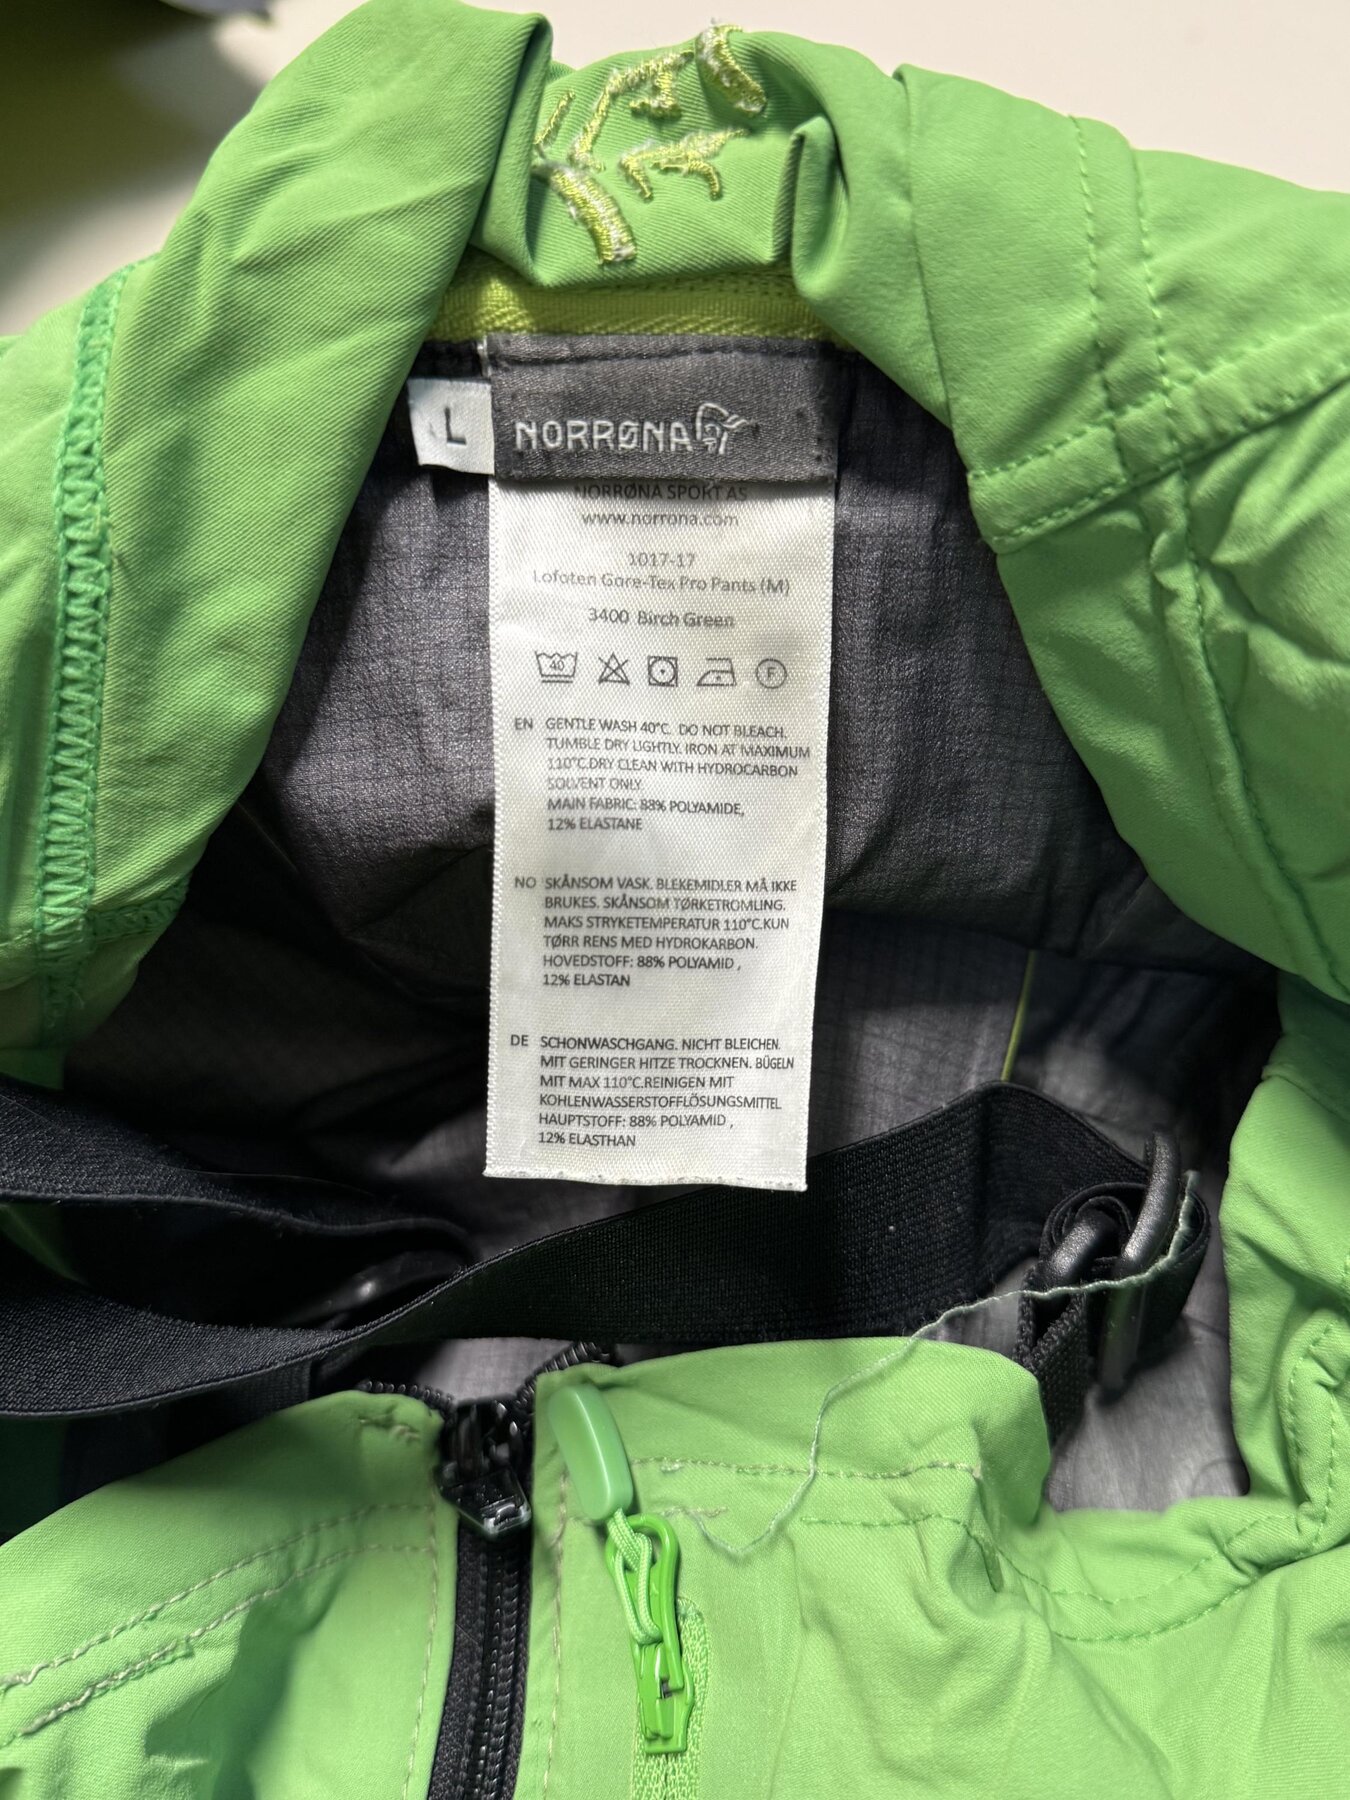 L
NORRØNA
NORRØNA SPORT AS
www.norrona.com
1017-17
Lofoten Gore-Tex Pro Pants (M)
3400 Birch Green
40
F
EN GENTLE WASH 40°C. DO NOT BLEACH.
TUMBLE DRY LIGHTLY. IRON AT MAXIMUM
110°C.DRY CLEAN WITH HYDROCARBON
SOLVENT ONLY.
MAIN FABRIC: 88% POLYAMIDE,
12% ELASTANE
NO SKÅNSOM VASK. BLEKEMIDLER MÅ IKKE
BRUKES. SKÅNSOM TØRKETROMLING.
MAKS STRYKETEMPERATUR 110°C.KUN
TØRR RENS MED HYDROKARBON.
HOVEDSTOFF: 88% POLYAMID ,
12% ELASTAN
DE SCHONWASCHGANG. NICHT BLEICHEN.
MIT GERINGER HITZE TROCKNEN. BÜGELN
MIT MAX 110°C.REINIGEN MIT
KOHLENWASSERSTOFFLÖSUNGSMITTEL
HAUPTSTOFF: 88% POLYAMID ,
12% ELASTHAN